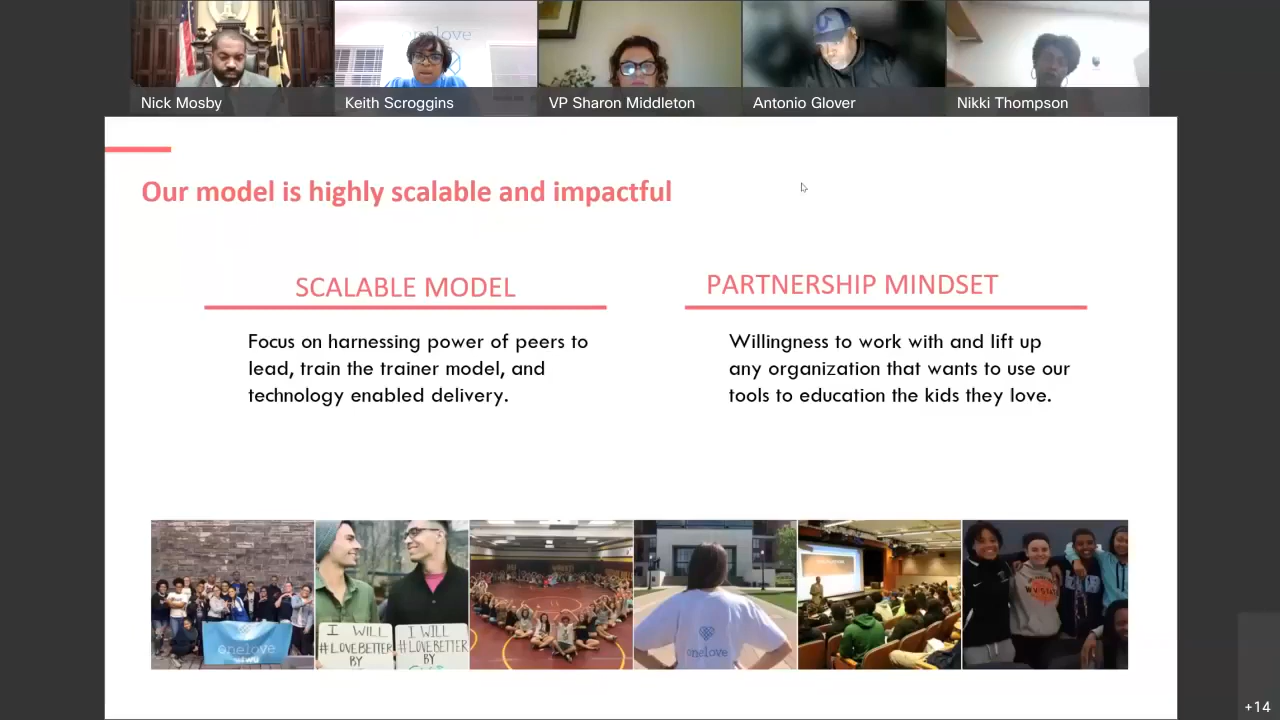 onelove
Nick Mosby
Keith Scroggins
VP Sharon Middleton
Antonio Glover
Nikki Thompson
Our model is highly scalable and impactful
SCALABLE MODEL
Focus on harnessing power of peers to
lead, train the trainer model, and
technology enabled delivery.
PARTNERSHIP MINDSET
Willingness to work with and lift up
any organization that wants to use our
tools to education the kids they love.
onelove
I WILL
#LOVEBETTER
BY
I WILL
#LOVEBETTER
BY
onelove
+14